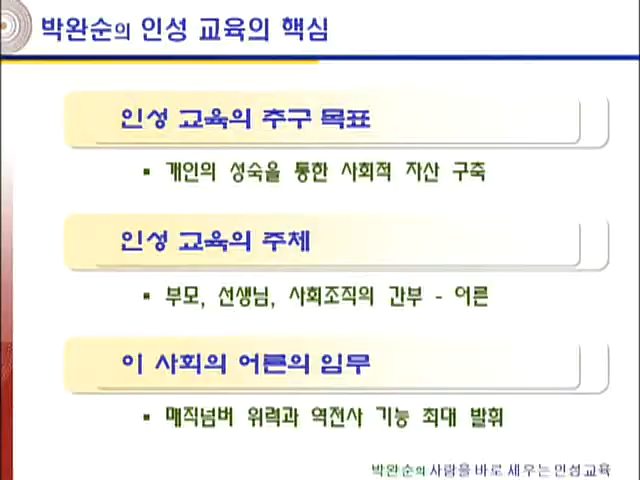 박완순의 인성 교육의 핵심
인성 교육의 추구 목표
▪ 개인의 성숙을 통한 사회적 자산 구축
인성 교육의 주체
▪ 부모, 선생님, 사회조직의 간부 - 어른
이 사회의 어른의 임무
▪ 매직넘버 위력과 역전사 기능 최대 발휘
박완순의 사람을 바로 세우는 인성교육